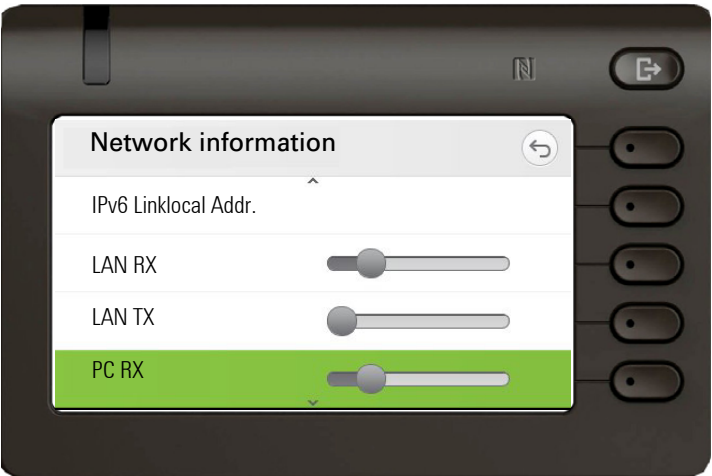 Network information
IPv6 Linklocal Addr.
LAN RX
LAN TX
PC RX